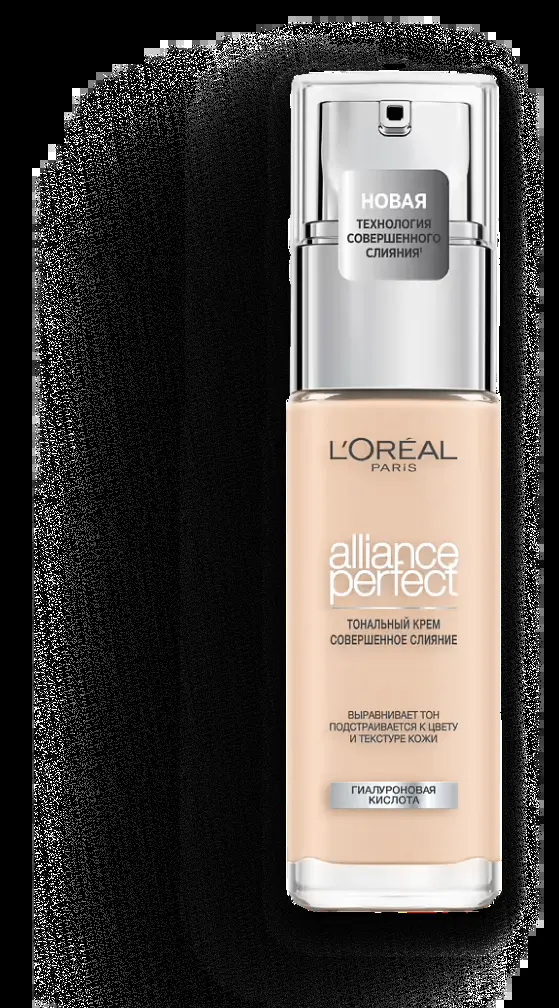 НОВАЯ
ТЕХНОЛОГИЯ
СОВЕРШЕННОГО
СЛИЯНИЯ¹
L'ORÉAL
PARIS
alliance
perfect
ТОНАЛЬНЫЙ КРЕМ
СОВЕРШЕННОЕ СЛИЯНИЕ
ВЫРАВНИВАЕТ ТОН
ПОДСТРАИВАЕТСЯ К ЦВЕТУ
И ТЕКСТУРЕ КОЖИ
ГИАЛУРОНОВАЯ
КИСЛОТА